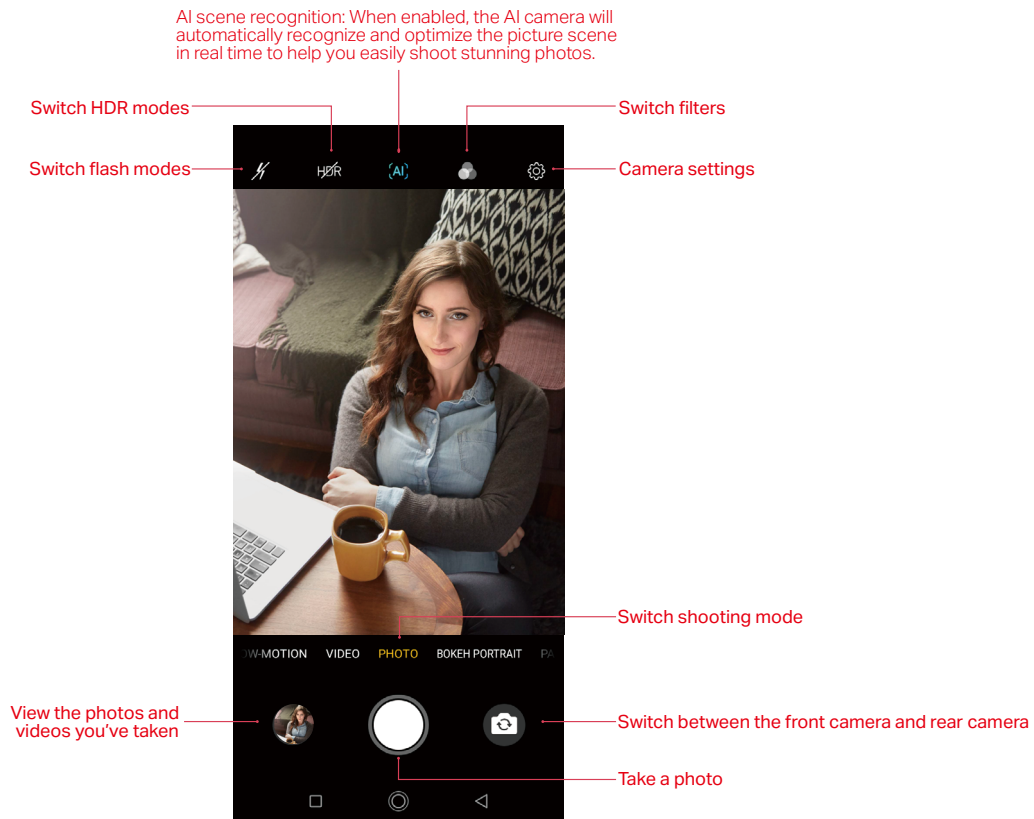 AI scene recognition: When enabled, the AI camera will
automatically recognize and optimize the picture scene
in real time to help you easily shoot stunning photos.
Switch HDR modes
Switch filters
Switch flash modes
HDR
AI
Camera settings
Switch shooting mode
OW-MOTION VIDEO PHOTO BOKEH PORTRAIT PA
View the photos and
videos you've taken
Switch between the front camera and rear camera
Take a photo